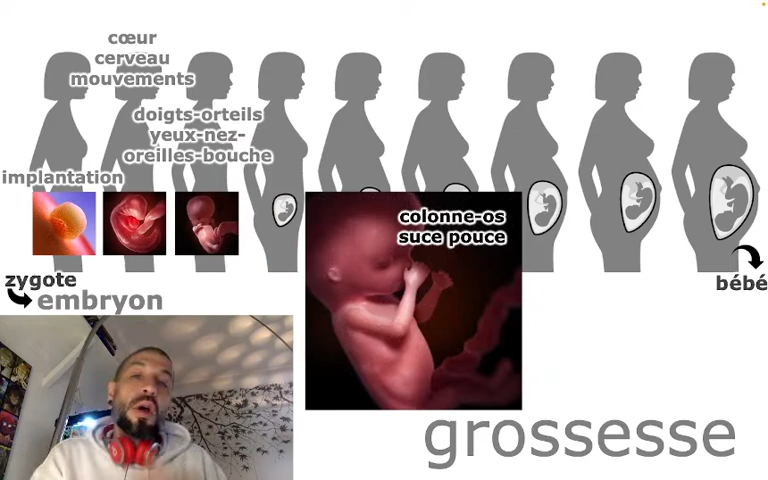 cœur
cerveau
mouvements
doigts-orteils
yeux-nez-
oreilles-bouche
implantation
colonne-os
suce pouce
zygote
embryon
bébé
grossesse